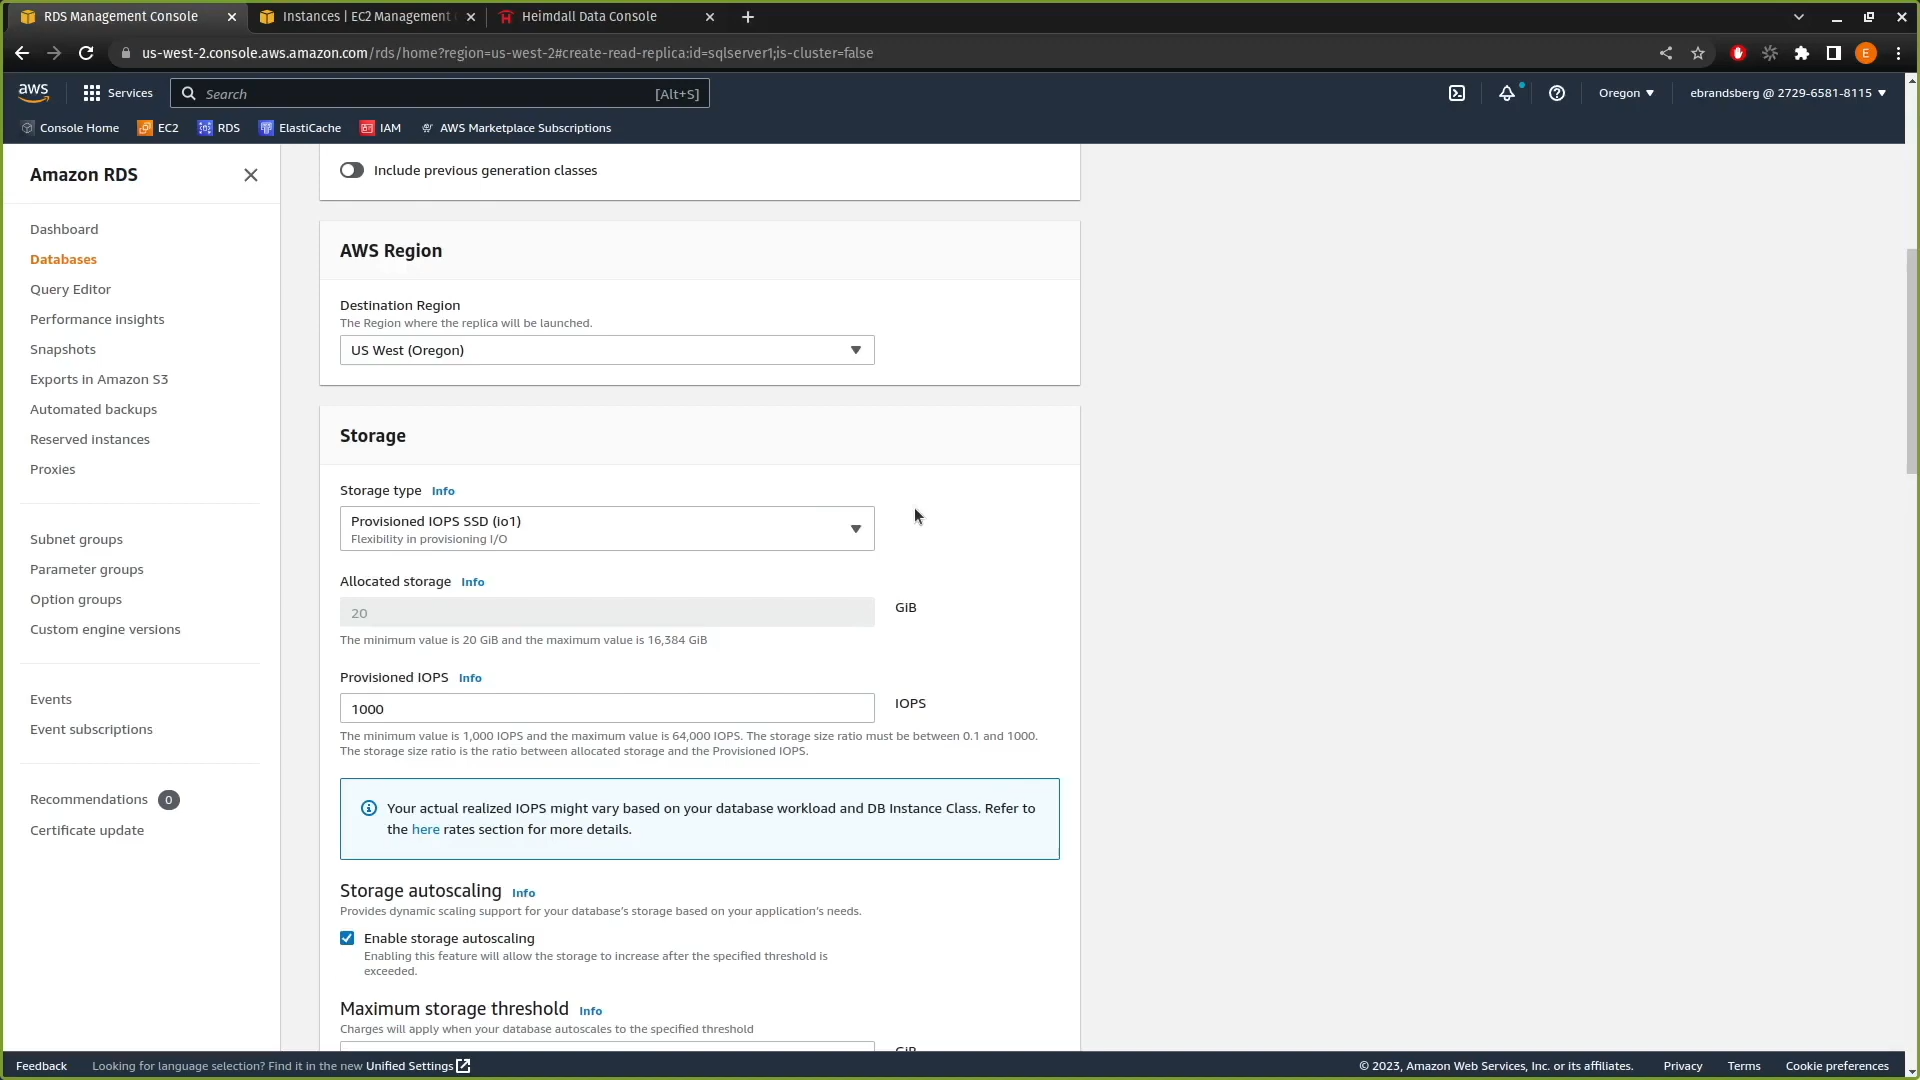 RDS Management Console
Instances | EC2 Management
Heimdall Data Console
us-west-2.console.aws.amazon.com/rds/home?region=us-west-2#create-read-replica:id=sqlserver1;is-cluster=false
E
aws
Services
Search
[Alt+S]
Oregon
ebrandsberg @ 2729-6581-8115
Console Home
EC2
RDS
ElastiCache
IAM
AWS Marketplace Subscriptions
Amazon RDS
Dashboard
Databases
Query Editor
Performance insights
Snapshots
Exports in Amazon S3
Automated backups
Reserved instances
Proxies
Subnet groups
Parameter groups
Option groups
Custom engine versions
Events
Event subscriptions
Recommendations 0
Certificate update
Include previous generation classes
AWS Region
Destination Region
The Region where the replica will be launched.
US West (Oregon)
Storage
Storage type Info
Provisioned IOPS SSD (io1)
Flexibility in provisioning I/O
Allocated storage Info
20
GiB
The minimum value is 20 GiB and the maximum value is 16,384 GiB
Provisioned IOPS Info
1000
IOPS
The minimum value is 1,000 IOPS and the maximum value is 64,000 IOPS. The storage size ratio must be between 0.1 and 1000.
The storage size ratio is the ratio between allocated storage and the Provisioned IOPS.
Your actual realized IOPS might vary based on your database workload and DB Instance Class. Refer to
the here rates section for more details.
Storage autoscaling Info
Provides dynamic scaling support for your database's storage based on your application's needs.
Enable storage autoscaling
Enabling this feature will allow the storage to increase after the specified threshold is
exceeded.
Maximum storage threshold Info
Charges will apply when your database autoscales to the specified threshold
GiB
Feedback
Looking for language selection? Find it in the new Unified Settings
© 2023, Amazon Web Services, Inc. or its affiliates.
Privacy
Terms
Cookie preferences